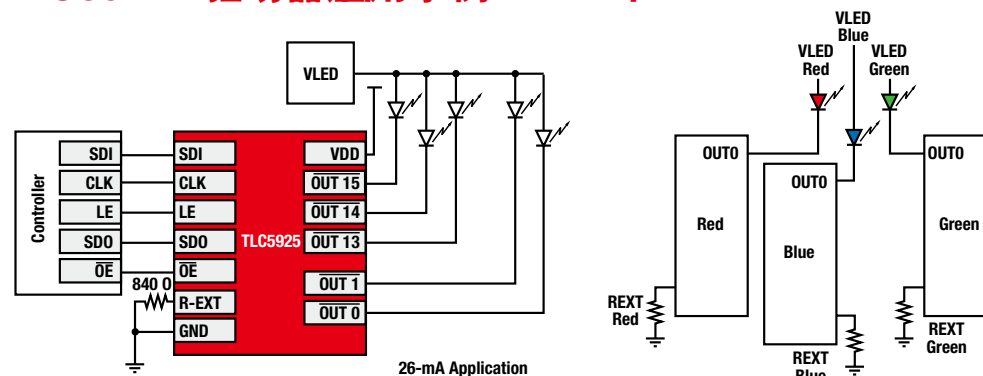 VLED
Controller
SDI
CLK
LE
SDO
OE
SDI
CLK
LE
SDO
OE
R-EXT
GND
840 0
TLC5925
VDD
OUT 15
OUT 14
OUT 13
OUT 1
OUT 0
26-mA Application
VLED
Blue
VLED
Red
VLED
Green
OUT0
Red
OUT0
Blue
OUT0
Green
REXT
Red
REXT
Blue
REXT
Green